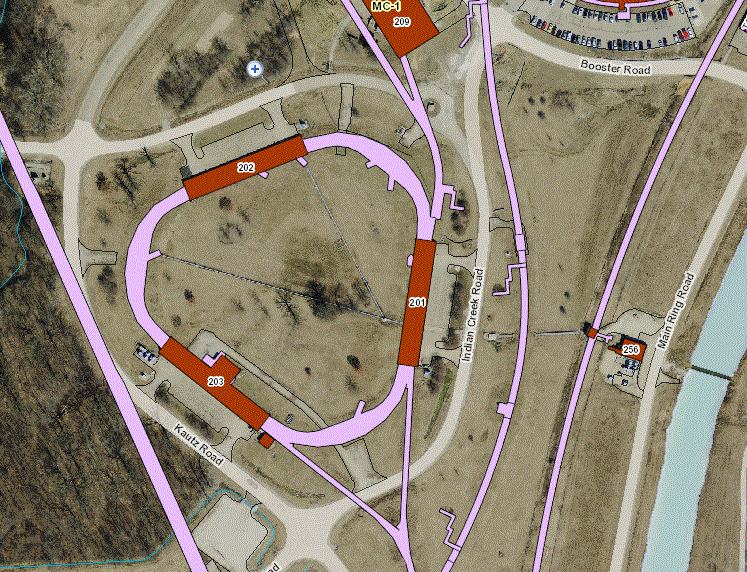 MC-1
209
Booster Road
202
201
Indian Creek Road
Main Ring Road
256
203
Kautz Road